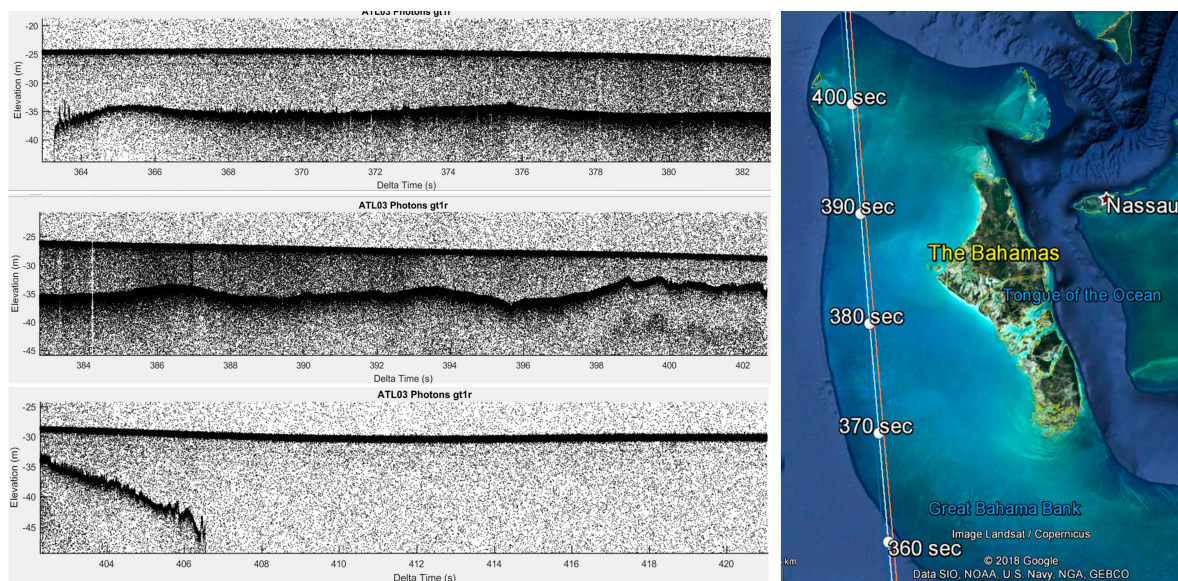 ATL03 Photons gt1r
-20
-25
-30
-35
-40
Elevation (m)
364
366
368
370
372
374
376
378
380
382
Delta Time (s)
ATL03 Photons gt1r
-25
-30
-35
-40
-45
Elevation (m)
384
386
388
390
392
394
396
398
400
402
Delta Time (s)
ATL03 Photons gt1r
-25
-30
-35
-40
-45
Elevation (m)
404
406
408
410
412
414
416
418
420
Delta Time (s)
400 sec
390 sec
Nassau
The Bahamas
Tongue of the Ocean
380 sec
370 sec
Great Bahama Bank
Image Landsat / Copernicus
360 sec
km
© 2018 Google
Data SIO, NOAA, U.S. Navy, NGA, GEBCO